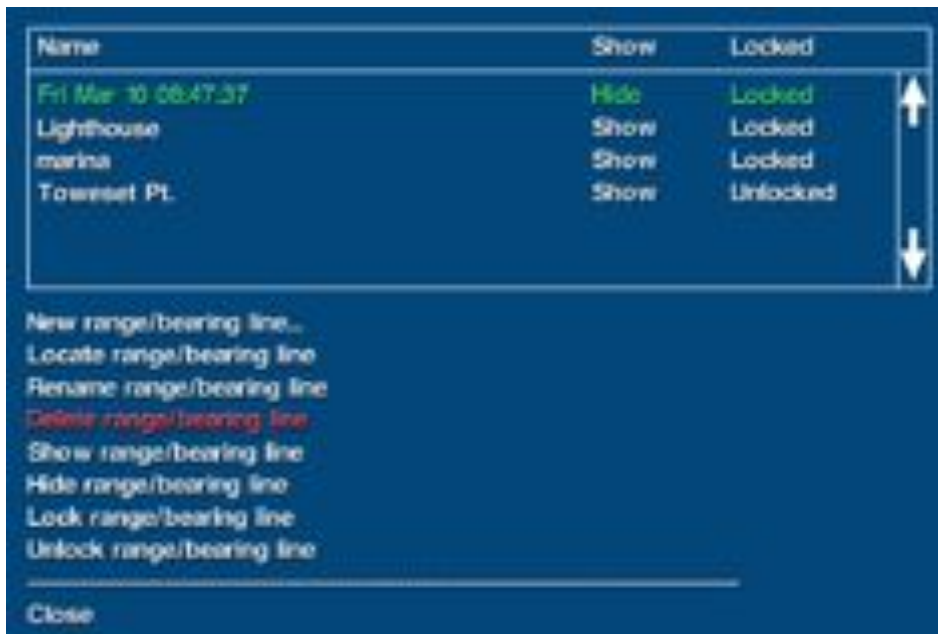 Name Show Locked
Fri Mar 10 08:47:37 Hide Locked
Lighthouse Show Locked
marina Show Locked
Toweset Pt. Show Unlocked
New range/bearing line...
Locate range/bearing line
Rename range/bearing line
Delete range/bearing line
Show range/bearing line
Hide range/bearing line
Lock range/bearing line
Unlock range/bearing line
Close